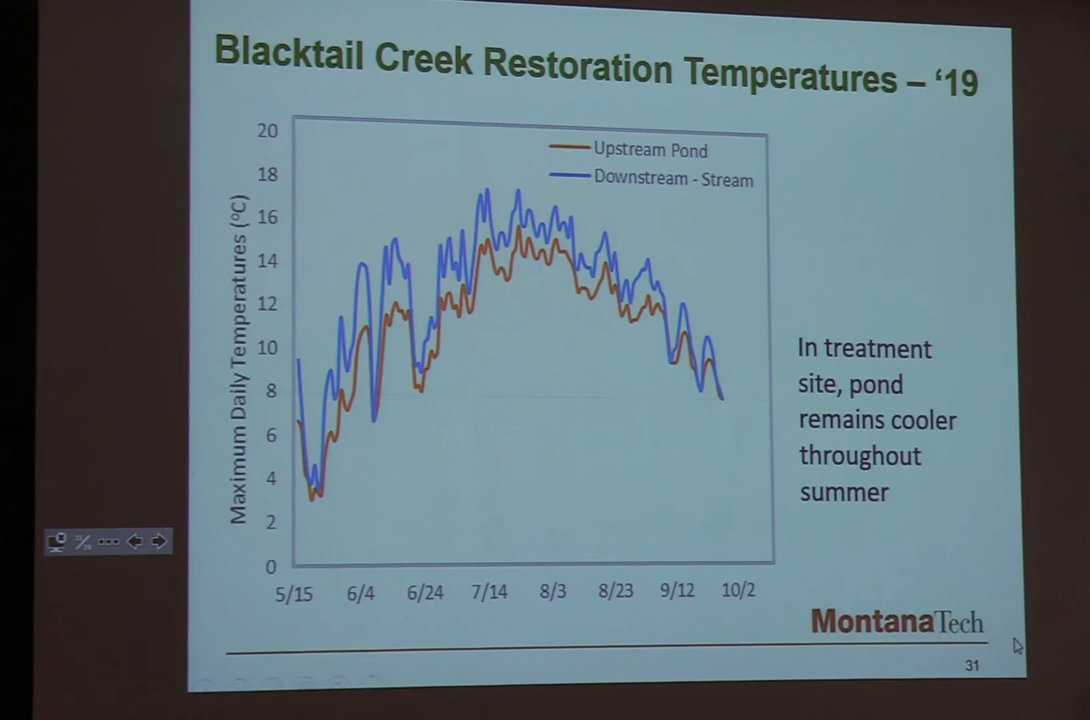 Blacktail Creek Restoration Temperatures – ‘19
Maximum Daily Temperatures (°C)
20
18
16
14
12
10
8
6
4
2
0
Upstream Pond
Downstream - Stream
5/15 6/4 6/24 7/14 8/3 8/23 9/12 10/2
In treatment
site, pond
remains cooler
throughout
summer
MontanaTech
31